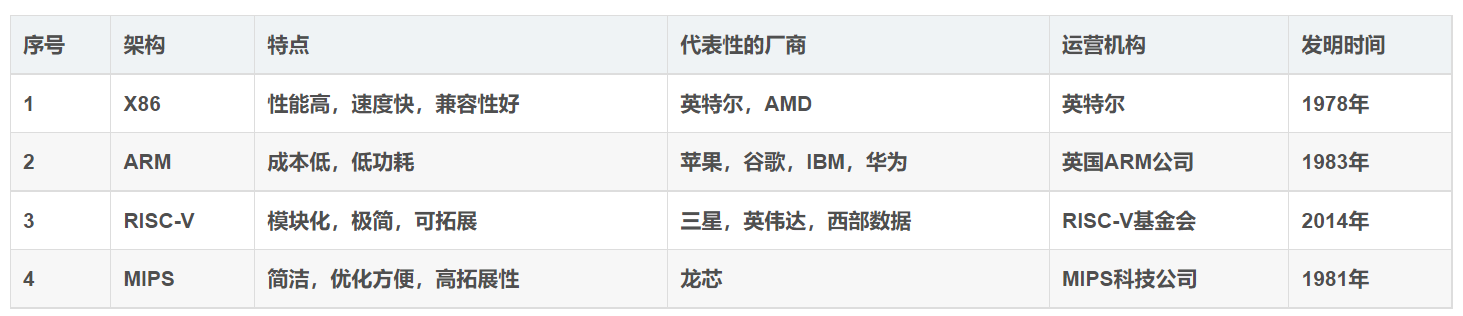 序号 架构 特点 代表性的厂商 运营机构 发明时间
1 X86 性能高，速度快，兼容性好 英特尔，AMD 英特尔 1978年
2 ARM 成本低，低功耗 苹果，谷歌，IBM，华为 英国ARM公司 1983年
3 RISC-V 模块化，极简，可拓展 三星，英伟达，西部数据 RISC-V基金会 2014年
4 MIPS 简洁，优化方便，高拓展性 龙芯 MIPS科技公司 1981年